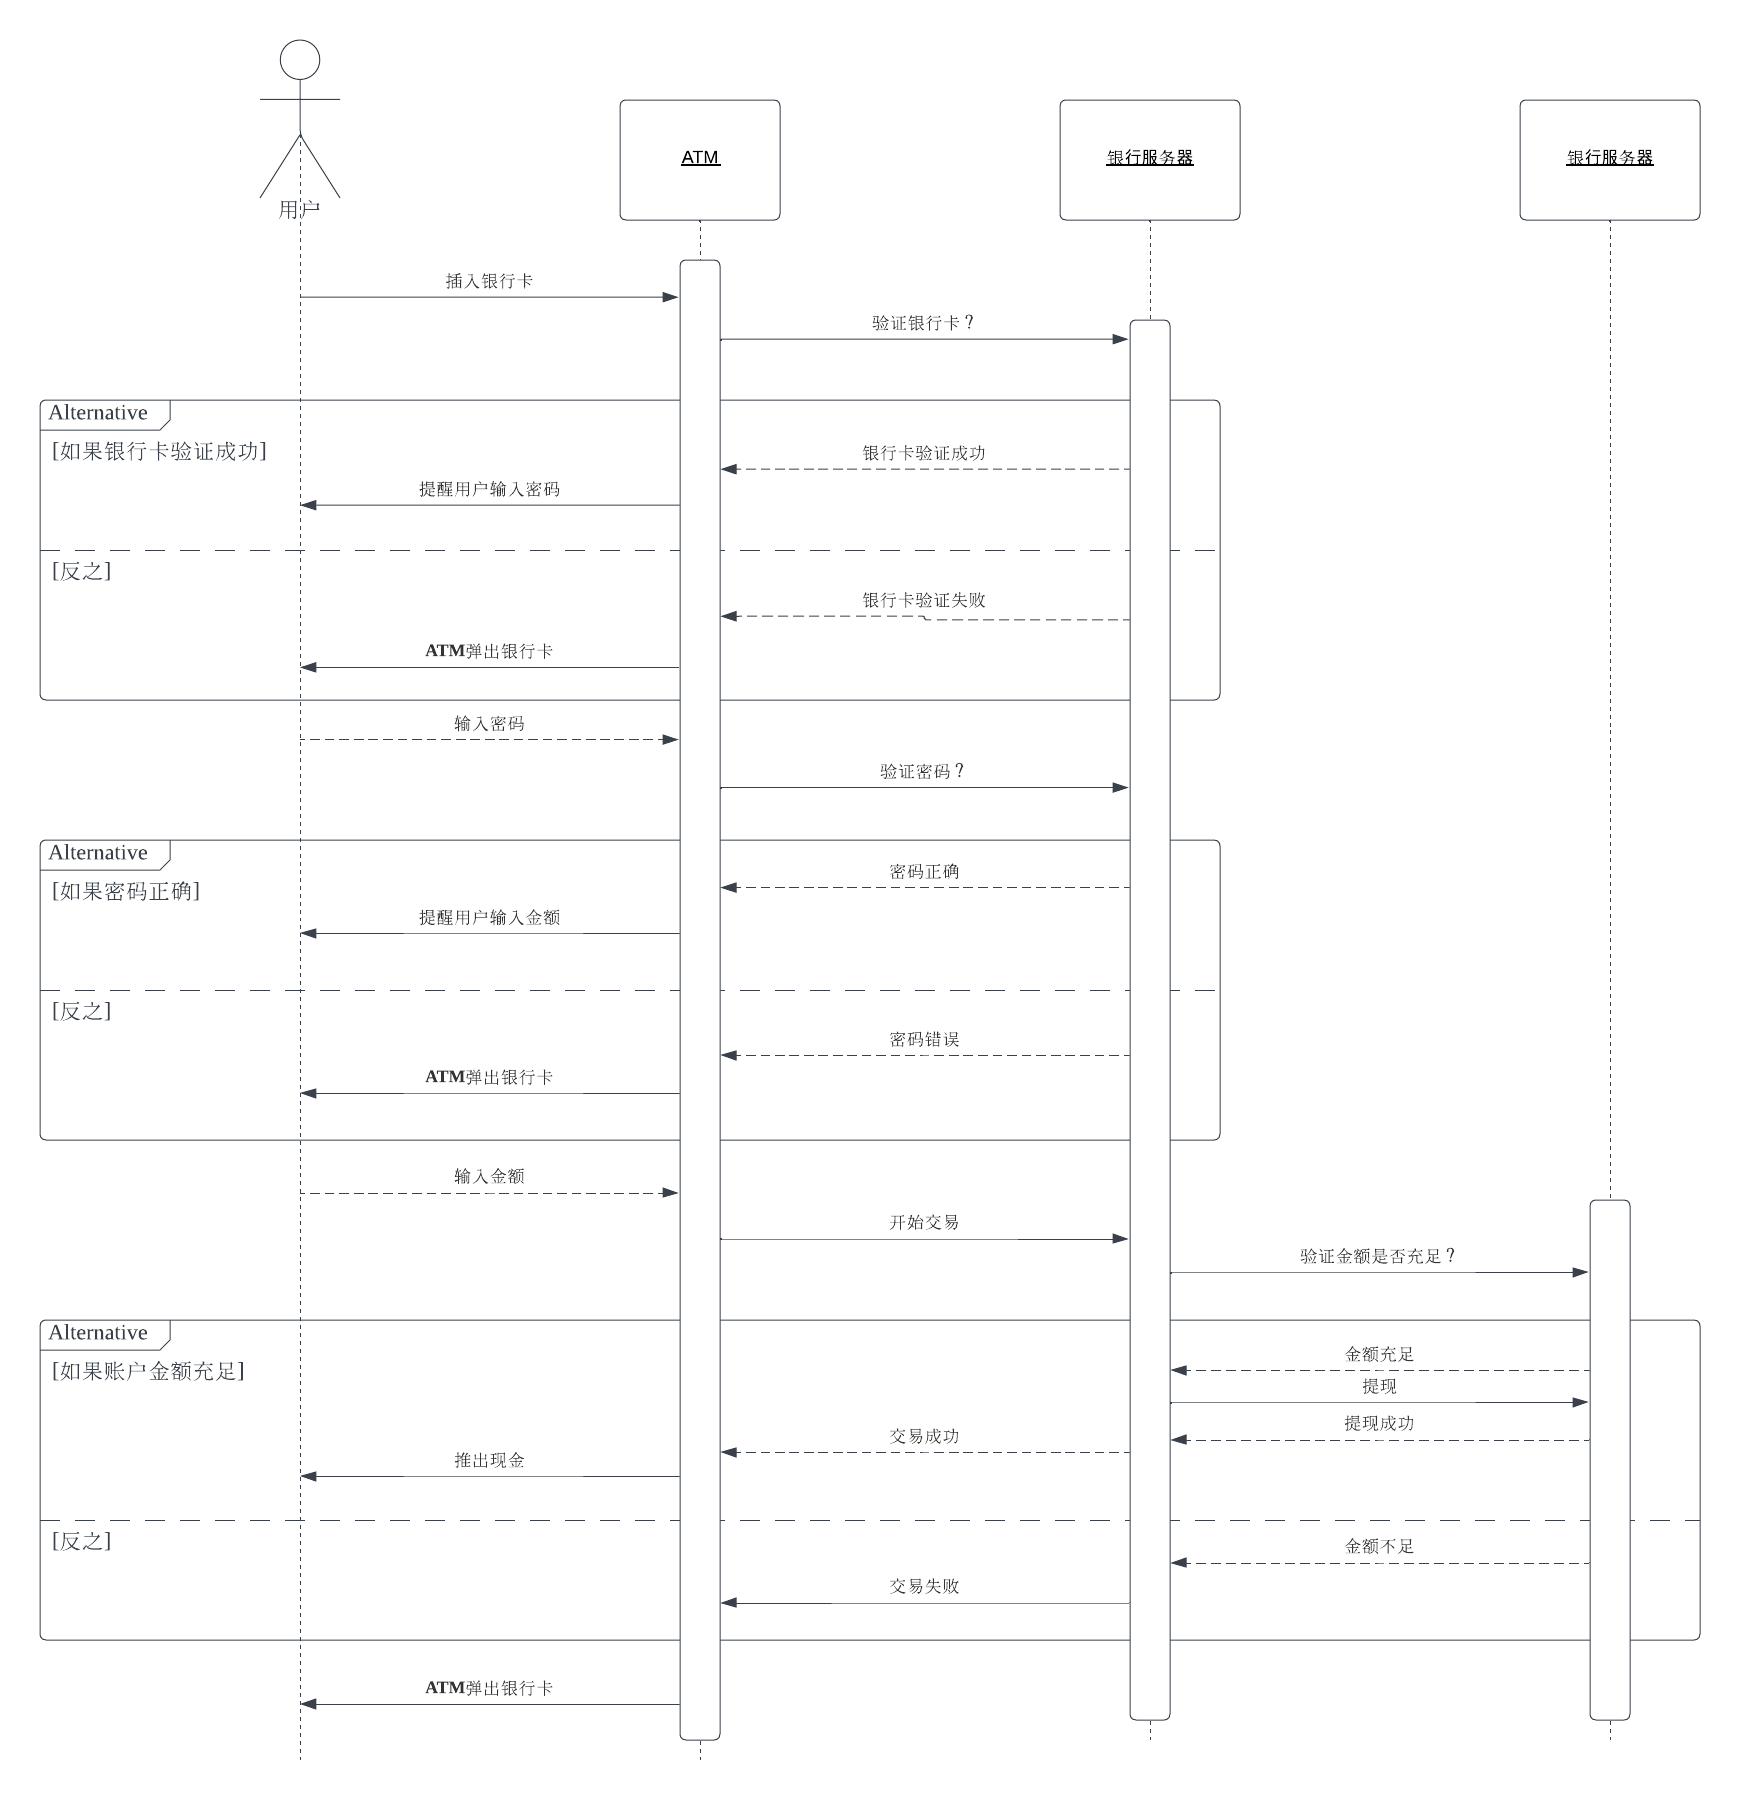 用户
ATM
银行服务器
银行服务器
插入银行卡
验证银行卡？
Alternative
[如果银行卡验证成功]
银行卡验证成功
提醒用户输入密码
[反之]
银行卡验证失败
ATM弹出银行卡
输入密码
验证密码？
Alternative
[如果密码正确]
密码正确
提醒用户输入金额
[反之]
密码错误
ATM弹出银行卡
输入金额
开始交易
验证金额是否充足？
Alternative
[如果账户金额充足]
金额充足
提现
提现成功
交易成功
推出现金
[反之]
金额不足
交易失败
ATM弹出银行卡